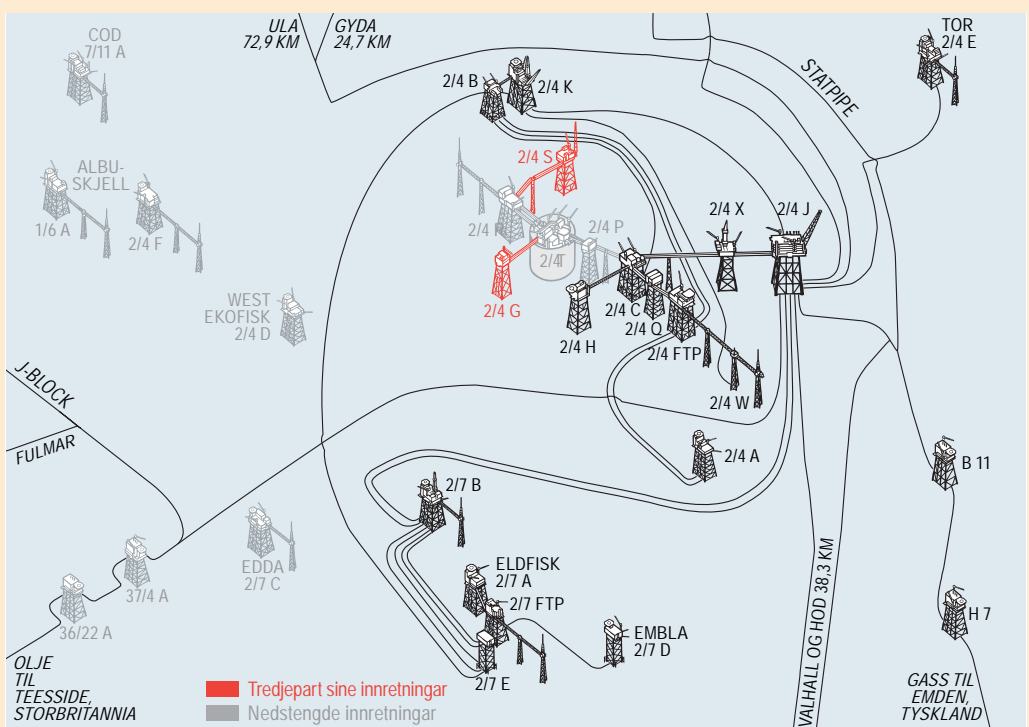 COD
7/11 A
ULA
72,9 KM
GYDA
24,7 KM
TOR
2/4 E
STATPIPE
2/4 B
2/4 K
2/4 S
ALBU-
SKJELL
1/6 A
2/4 F
2/4 R
2/4 P
2/4T
2/4 G
2/4 X
2/4 J
WEST
EKOFISK
2/4 D
2/4 H
2/4 C
2/4 Q
2/4 FTP
2/4 W
J-BLOCK
FULMAR
2/4 A
B 11
2/7 B
EDDA
2/7 C
37/4 A
36/22 A
ELDFISK
2/7 A
2/7 FTP
EMBLA
2/7 D
2/7 E
H 7
VALHALL OG HOD 38,3 KM
OLJE
TIL
TEESSIDE,
STORBRITANNIA
Tredjepart sine innretningar
Nedstengde innretningar
GASS TIL
EMDEN,
TYSKLAND